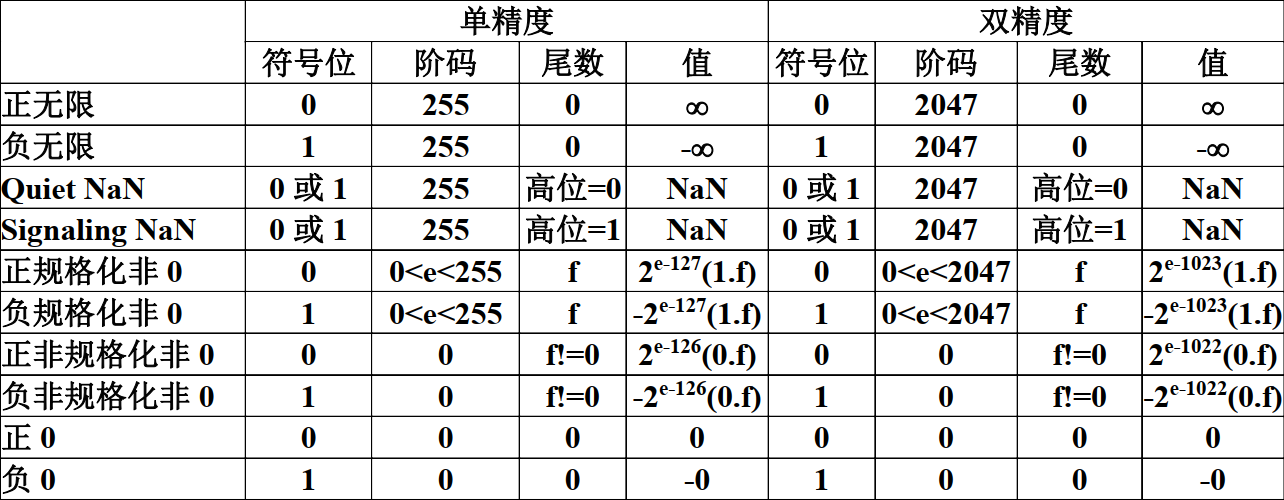 单精度 双精度
符号位 阶码 尾数 值 符号位 阶码 尾数 值
正无限 0 255 0 ∞ 0 2047 0 ∞
负无限 1 255 0 -∞ 1 2047 0 -∞
Quiet NaN 0 或 1 255 高位=0 NaN 0 或 1 2047 高位=0 NaN
Signaling NaN 0 或 1 255 高位=1 NaN 0 或 1 2047 高位=1 NaN
正规格化非 0 0 0<e<255 f 2^e-127(1.f) 0 0<e<2047 f 2^e-1023(1.f)
负规格化非 0 1 0<e<255 f -2^e-127(1.f) 1 0<e<2047 f -2^e-1023(1.f)
正非规格化非 0 0 0 f!=0 2^e-126(0.f) 0 0 f!=0 2^e-1022(0.f)
负非规格化非 0 1 0 f!=0 -2^e-126(0.f) 1 0 f!=0 -2^e-1022(0.f)
正 0 0 0 0 0 0 0 0 0
负 0 1 0 0 -0 1 0 0 -0